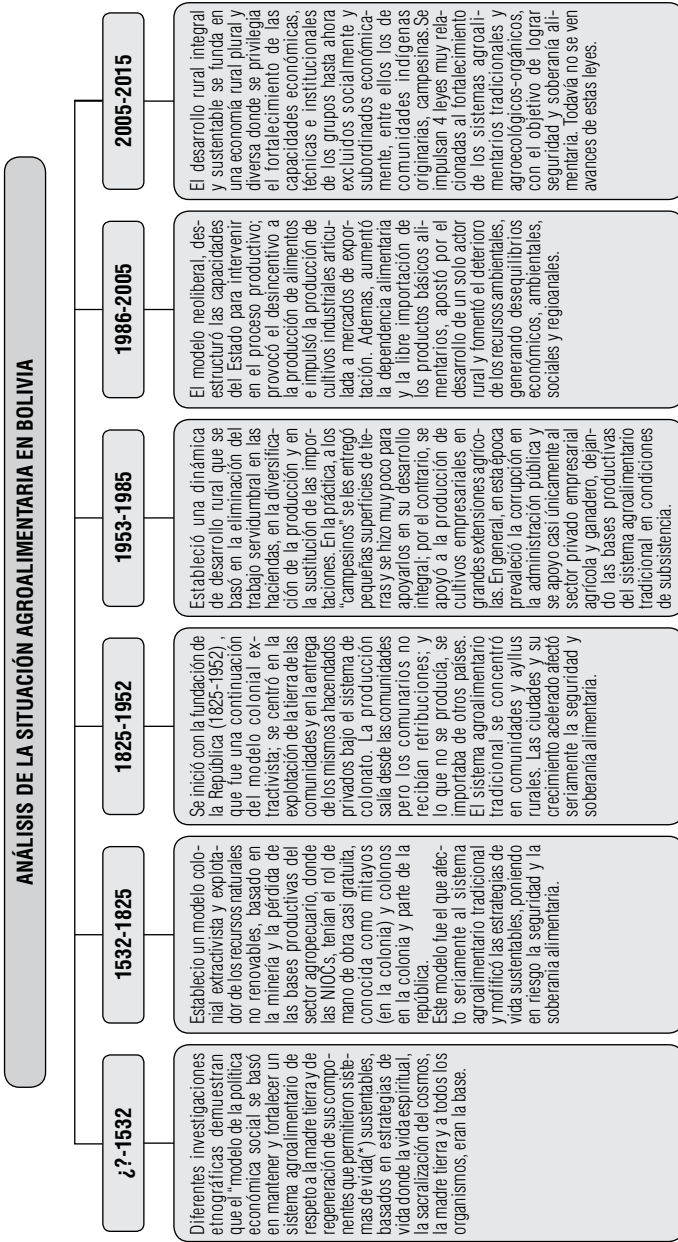 ANÁLISIS DE LA SITUACIÓN AGROALIMENTARIA EN BOLIVIA
¿?-1532
Diferentes investigaciones
etnográficas demuestran
que el “modelo de la política
económica social se basó
en mantener y fortalecer un
sistema agroalimentario de
respeto a la madre tierra y de
regeneración de sus compo-
nentes que permitieron siste-
mas de vida(*) sustentables,
basados en estrategias de
vida donde la vida espiritual,
la sacralización del cosmos,
la madre tierra y a todos los
organismos, eran la base.
1532-1825
Estableció un modelo colo-
nial extractivista y explota-
dor de los recursos naturales
no renovables, basado en
la minería y la pérdida de
las bases productivas del
sector agropecuario, donde
las NIOCs, tenían el rol de
mano de obra casi gratuita,
conocida como mitayos
(en la colonia) y colonos
en la colonia y parte de la
república.
Este modelo fue el que afec-
to seriamente al sistema
agroalimentario tradicional
y mofificó las estrategias de
vida sustentables, poniendo
en riesgo la seguridad y la
soberanía alimentaria.
1825-1952
Se inició con la fundación de
la República (1825-1952) ,
que fue una continuación
del modelo colonial ex-
tractivista; se centró en la
explotación de la tierra de las
comunidades y en la entrega
de los mismos a hacendados
privados bajo el sistema de
colonato. La producción
salía desde las comunidades
pero los comunarios no
recibían retribuciones; y
lo que no se producía, se
importaba de otros países.
El sistema agroalimentario
tradicional se concentró
en comunidades y ayllus
rurales. Las ciudades y su
crecimiento acelerado afectó
seriamente la seguridad y
soberanía alimentaria.
1953-1985
Estableció una dinámica
de desarrollo rural que se
basó en la eliminación del
trabajo servidumbral en las
haciendas, en la diversifica-
ción de la producción y en
la sustitución de las impor-
taciones. En la práctica, a los
“campesinos” se les entregó
pequeñas superficies de tie-
rras y se hizo muy poco para
apoyarlos en su desarrollo
integral; por el contrario, se
apoyó a la producción de
cultivos empresariales en
grandes extensiones agríco-
las. En general, en esta época
prevaleció la corrupción en
la administración pública y
se apoyo casi únicamente al
sector privado empresarial
agrícola y ganadero, dejan-
do las bases productivas
del sistema agroalimentario
tradicional en condiciones
de subsistencia.
1986-2005
El modelo neoliberal, des-
estructuró las capacidades
del Estado para intervenir
en el proceso productivo;
provocó el desincentivo a
la producción de alimentos
e impulsó la producción de
cultivos industriales articu-
lada a mercados de expor-
tación. Ademas, aumentó
la dependencia alimentaria
y la libre importación de
los productos básicos ali-
mentarios, apostó por el
desarrollo de un solo actor
rural y fomentó el deterioro
de los recursos ambientales,
generando desequilibrios
económicos, ambientales,
sociales y regioanales.
2005-2015
El desarrollo rural integral
y sustentable se funda en
una economía rural plural y
diversa donde se privilegia
el fortalecimiento de las
capacidades económicas,
técnicas e institucionales
de los grupos hasta ahora
excluidos socialmente y
subordinados económica-
mente, entre ellos los de
comunidades indígenas
originarias, campesinas.Se
impulsan 4 leyes muy rela-
cionadas al fortalecimiento
de los sistemas agroali-
mentarios tradicionales y
agroecológicos-orgánicos,
con el objetivo de lograr
seguridad y soberanía ali-
mentaria. Todavía no se ven
avances de estas leyes.